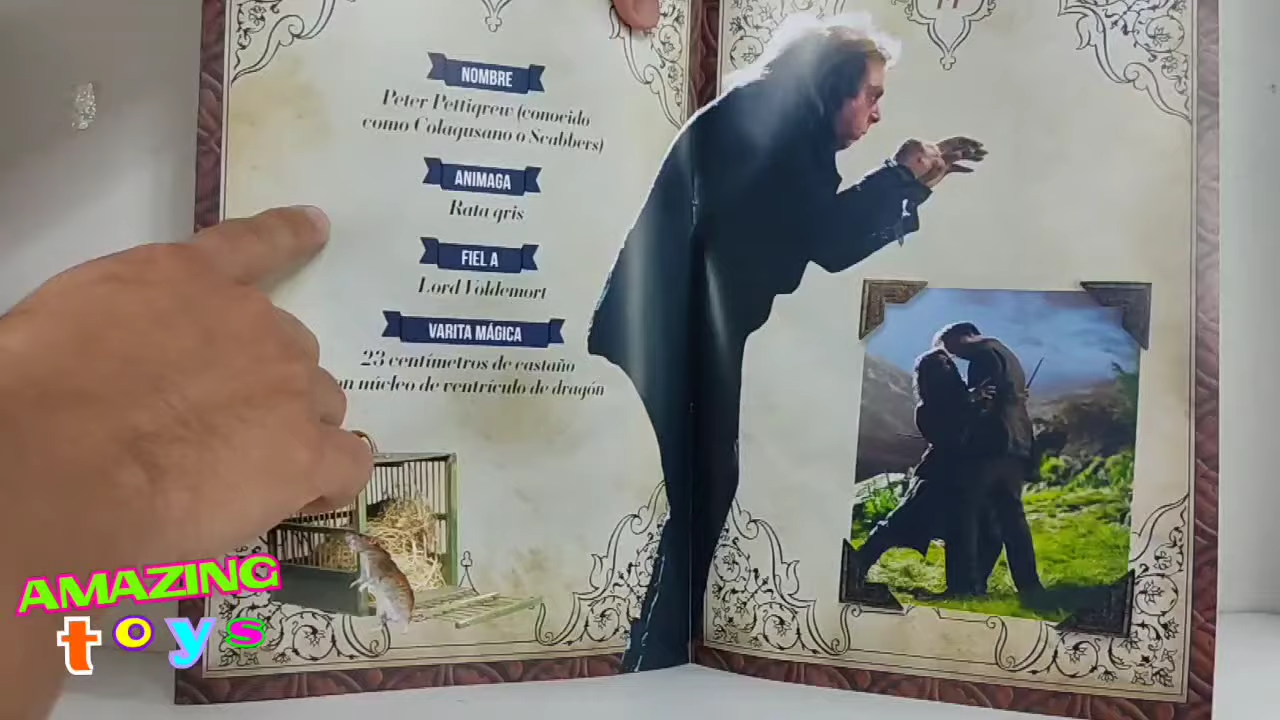 NOMBRE
Peter Pettigrew (conocido
como Colagusano o Scabbers)
ANIMAGA
Rata gris
FIEL A
Lord Voldemort
VARITA MÁGICA
23 centímetros de castaño
núcleo de ventrículo de dragón
AMAZING
toys